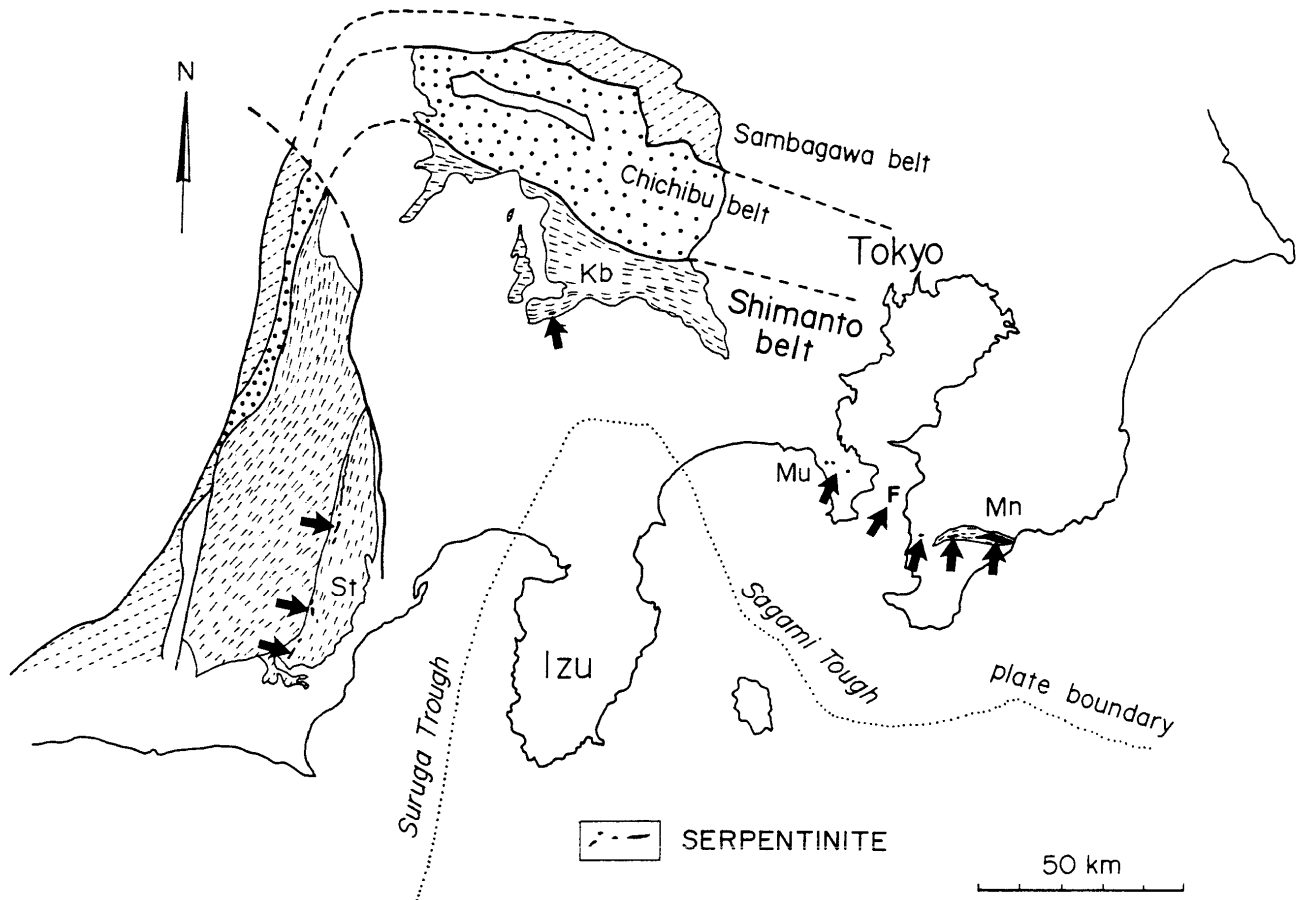 N
Sambagawa belt
Chichibu belt
Tokyo
Kb
Shimanto
belt
Mu
F
Mn
St
Izu
Suruga Trough
Sagami Tough
plate boundary
SERPENTINITE
50 km